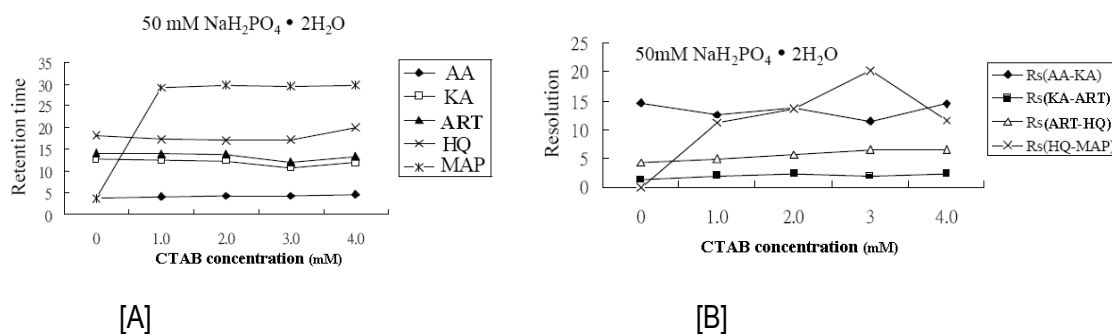 50 mM NaH₂PO₄ • 2H₂O
Retention time
35
30
25
20
15
10
5
0
0 1.0 2.0 3.0 4.0
CTAB concentration (mM)
AA
KA
ART
HQ
MAP
[A]
50mM NaH₂PO₄ • 2H₂O
Resolution
25
20
15
10
5
0
0 1.0 2.0 3 4.0
CTAB concentration (mM)
Rs(AA-KA)
Rs(KA-ART)
Rs(ART-HQ)
Rs(HQ-MAP)
[B]